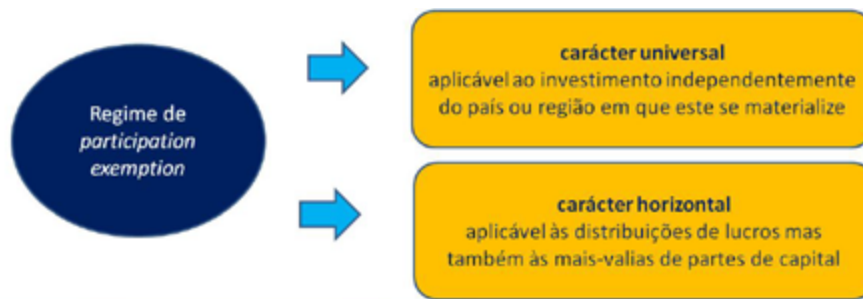 Regime de
participation
exemption
carácter universal
aplicável ao investimento independentemente
do país ou região em que este se materialize
carácter horizontal
aplicável às distribuições de lucros mas
também às mais-valias de partes de capital